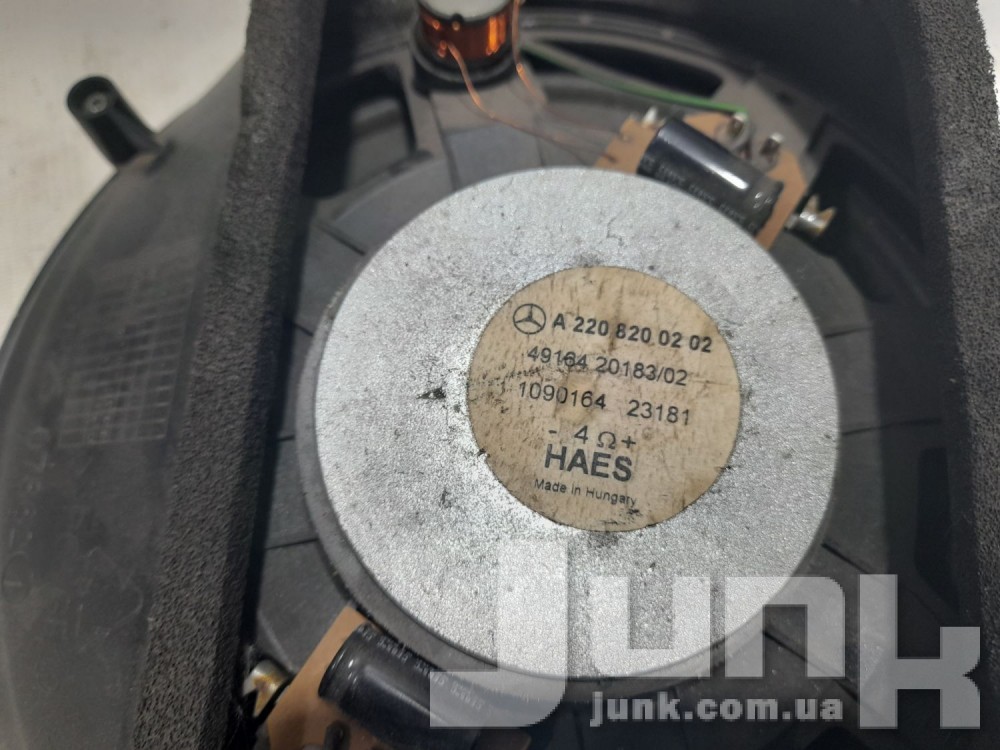 A 220 820 02 02
49164 20183/02
1090164 23181
- 4 Ω +
HAES
Made in Hungary
junk
junk.com.ua